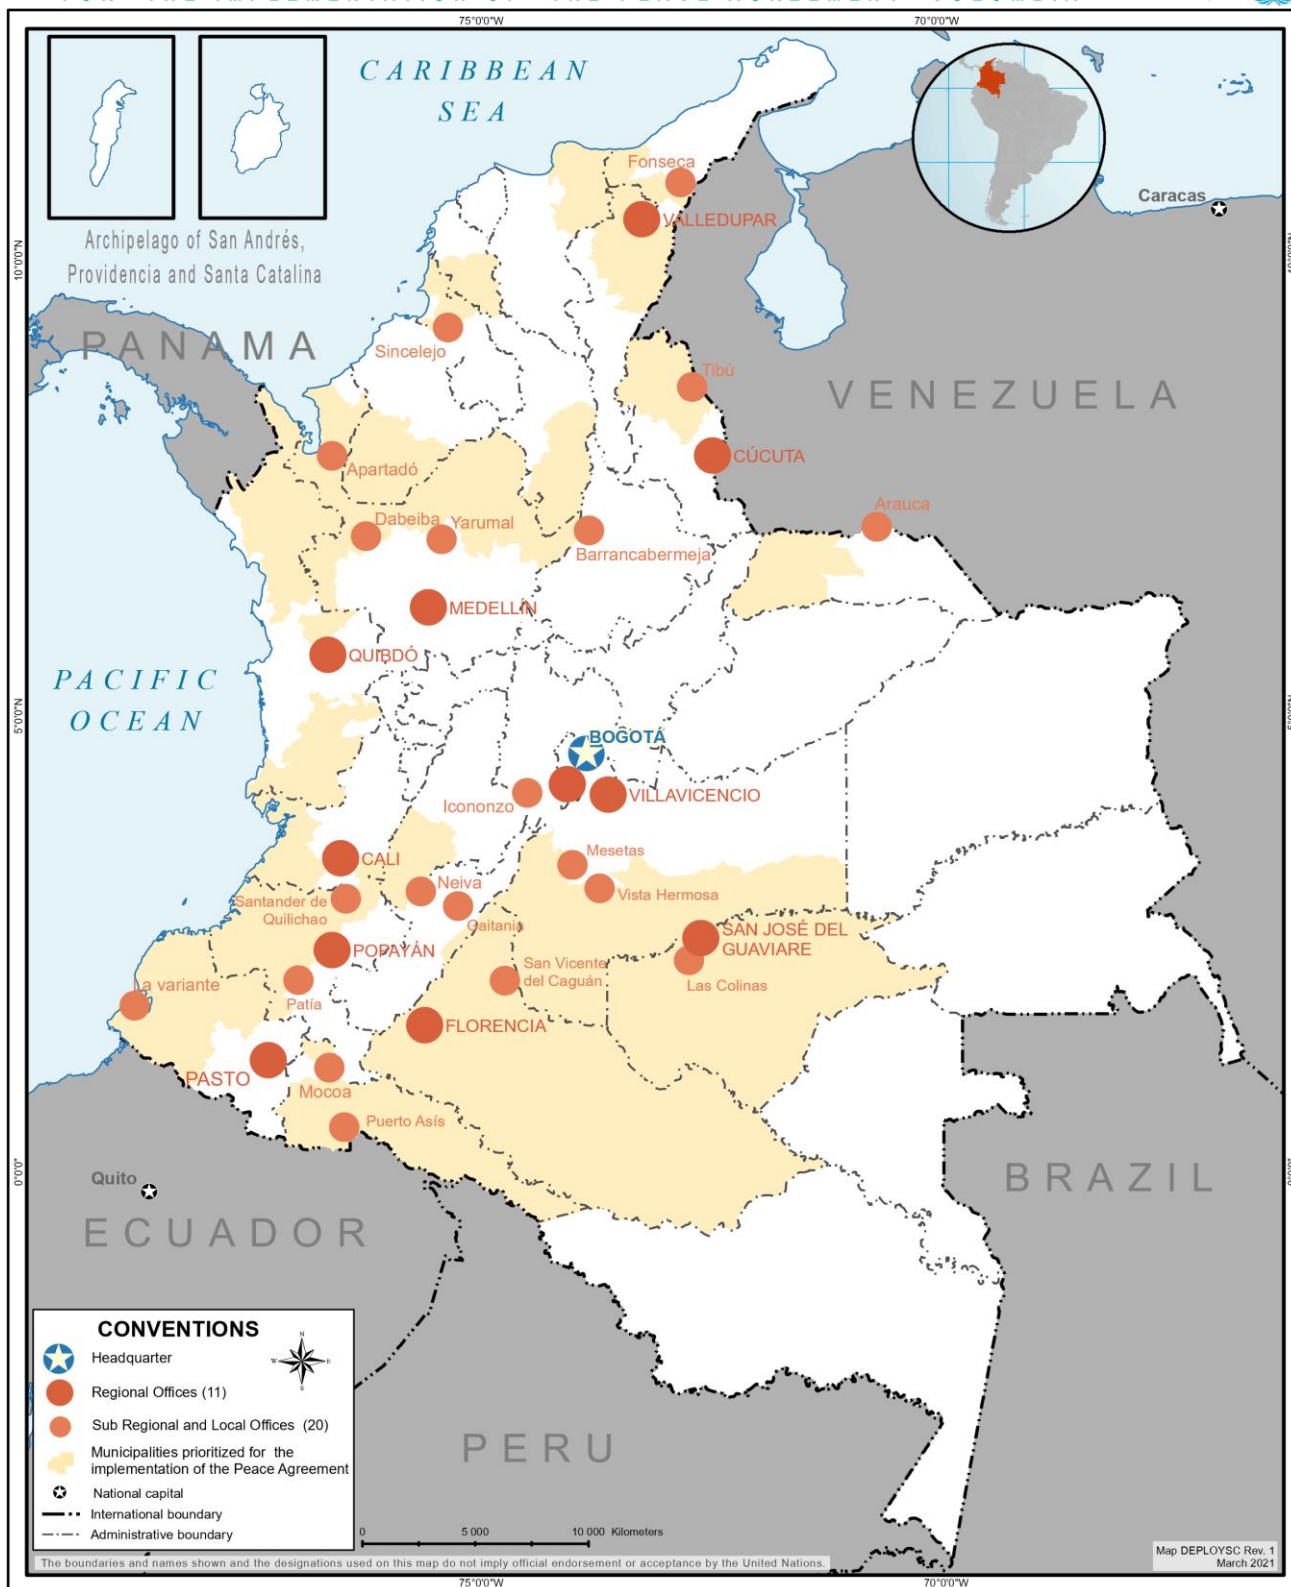 75°0'0"W
70°0'0"W
CARIBBEAN
SEA
Archipelago of San Andrés,
Providencia and Santa Catalina
Fonseca
VALLEDUPAR
Caracas
10°0'0"N
PANAMA
Sincelejo
Tibú
VENEZUELA
CÚCUTA
Apartadó
Arauca
Dabeiba
Yarumal
Barrancabermeja
MEDELLÍN
QUIBDÓ
PACIFIC
OCEAN
5°0'0"N
BOGOTÁ
Icononzo
VILLAVICENCIO
CALI
Mesetas
Neiva
Vista Hermosa
Santander de
Quilichao
Gaitania
POPAYÁN
SAN JOSÉ DEL
GUAVIARE
San Vicente
del Caguán
Las Colinas
La variante
Patía
FLORENCIA
PASTO
Mocoa
Puerto Asís
0°0'0"
Quito
ECUADOR
BRAZIL
PERU
CONVENTIONS
N
W
E
S
Headquarter
Regional Offices (11)
Sub Regional and Local Offices (20)
Municipalities prioritized for the
implementation of the Peace Agreement
National capital
International boundary
Administrative boundary
0 5 000 10 000 Kilometers
The boundaries and names shown and the designations used on this map do not imply official endorsement or acceptance by the United Nations.
Map DEPLOYSC Rev. 1
March 2021
75°0'0"W
70°0'0"W